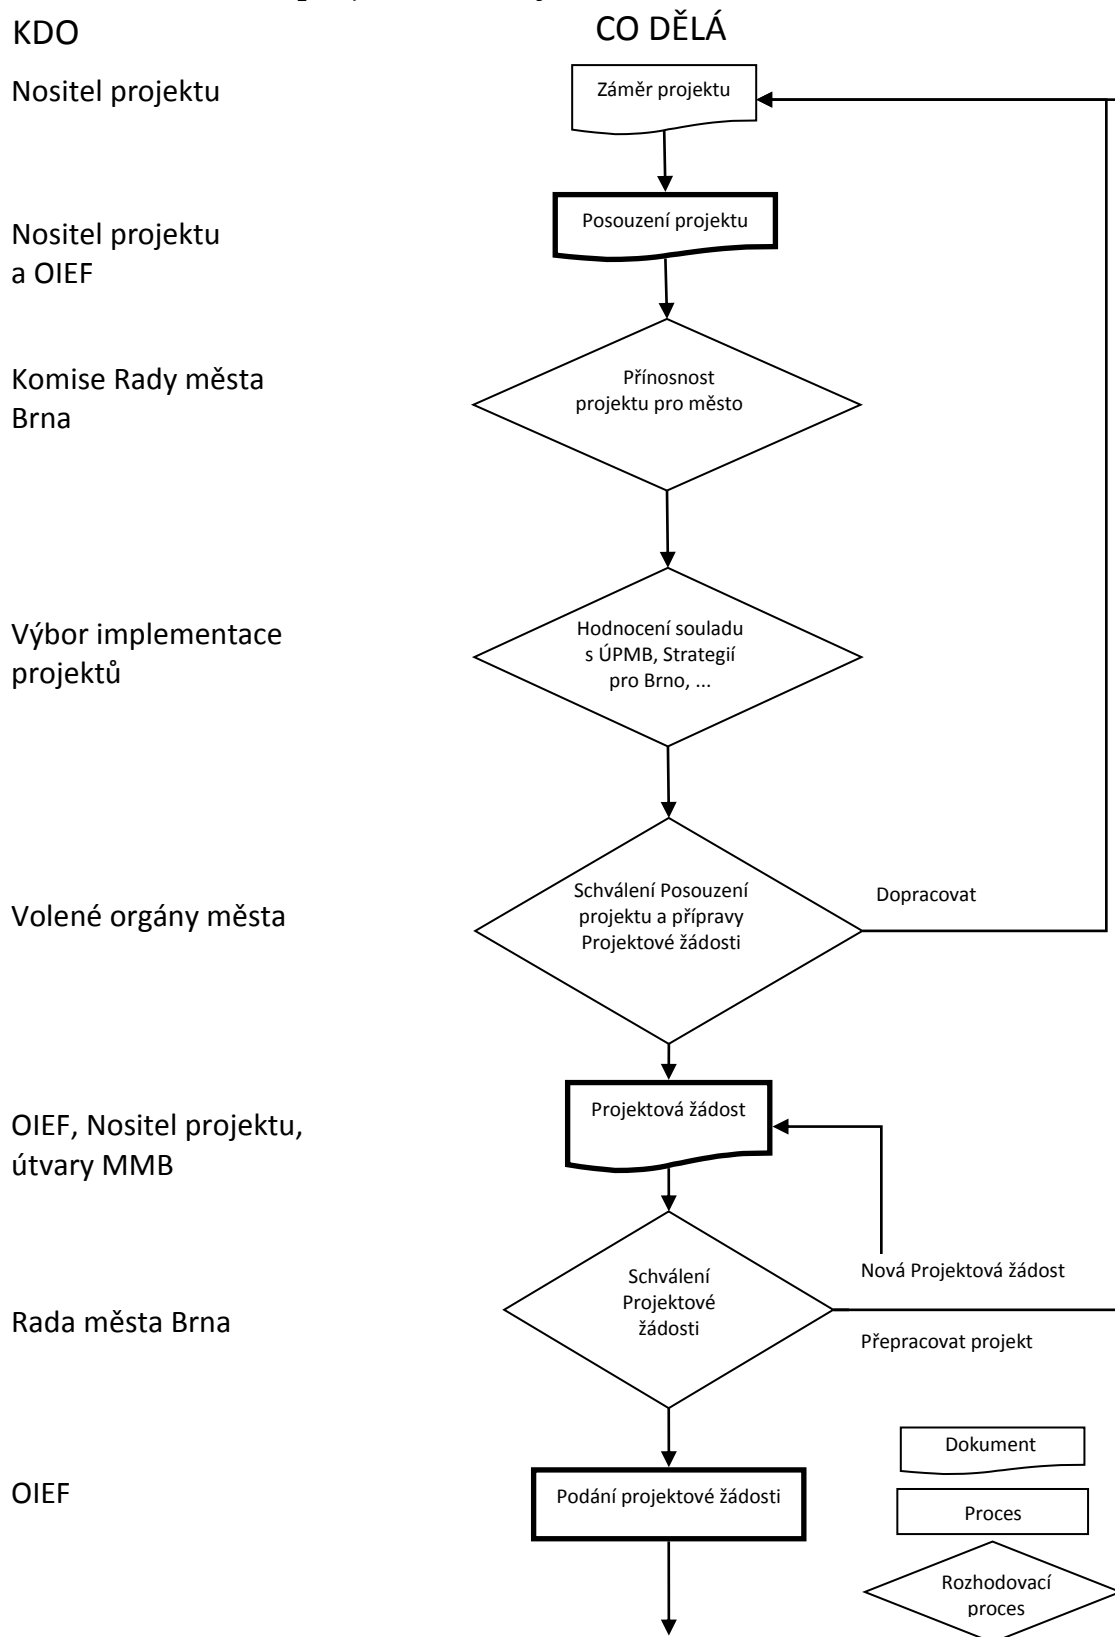 KDO
CO DĚLÁ
Nositel projektu
Záměr projektu
Nositel projektu
a OIEF
Posouzení projektu
Komise Rady města
Brna
Přínosnost
projektu pro město
Výbor implementace
projektů
Hodnocení souladu
s ÚPMB, Strategií
pro Brno, ...
Volené orgány města
Schválení Posouzení
projektu a přípravy
Projektové žádosti
Dopracovat
OIEF, Nositel projektu,
útvary MMB
Projektová žádost
Nová Projektová žádost
Rada města Brna
Schválení
Projektové
žádosti
Přepracovat projekt
OIEF
Podání projektové žádosti
Dokument
Proces
Rozhodovací
proces